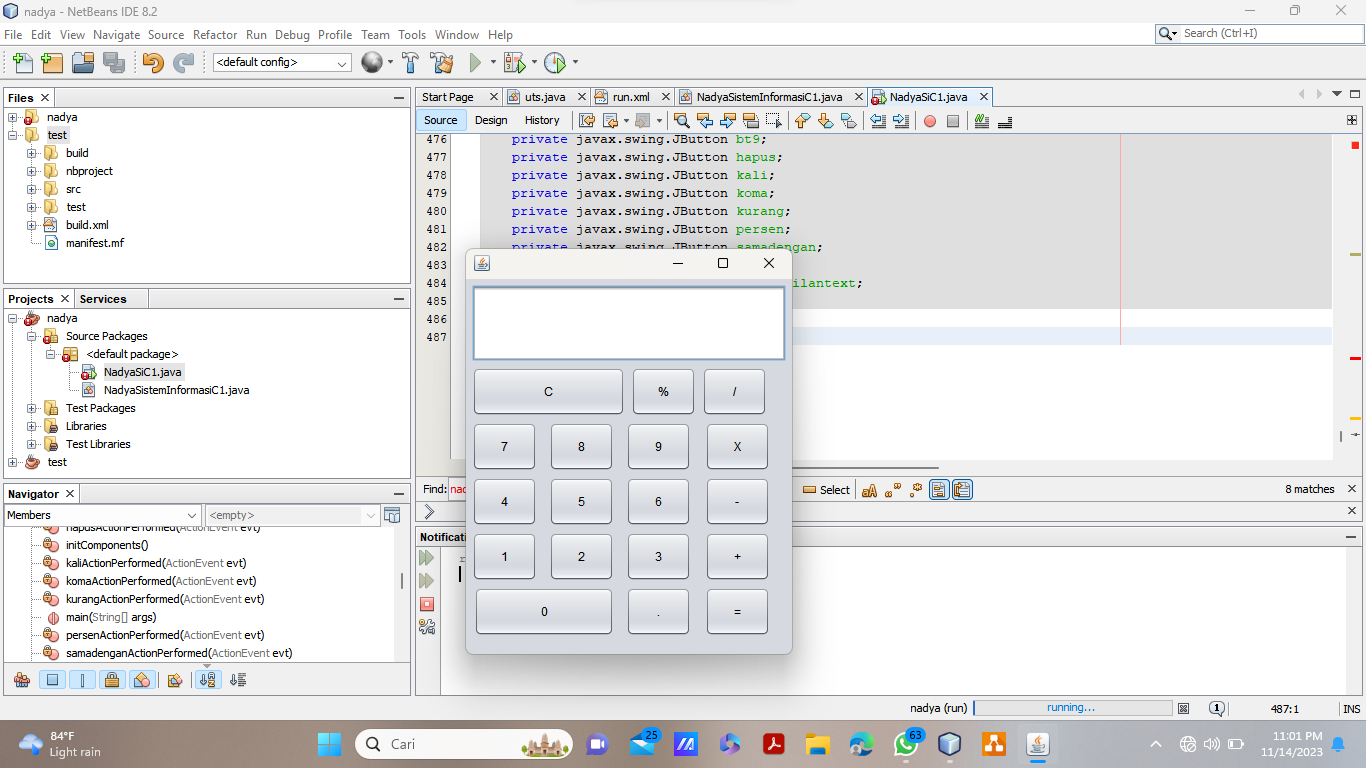 nadya - NetBeans IDE 8.2
File Edit View Navigate Source Refactor Run Debug Profile Team Tools Window Help
Search (Ctrl+I)
<default config>
Files
nadya
test
build
nbproject
src
test
build.xml
manifest.mf
Projects
Services
nadya
Source Packages
<default package>
NadyaSiC1.java
NadyaSistemInformasiC1.java
Test Packages
Libraries
Test Libraries
test
Navigator
Members
<empty>
hapusActionPerformed(ActionEvent evt)
initComponents()
kaliActionPerformed(ActionEvent evt)
komaActionPerformed(ActionEvent evt)
kurangActionPerformed(ActionEvent evt)
main(String[] args)
persenActionPerformed(ActionEvent evt)
samadenganActionPerformed(ActionEvent evt)
Start Page
uts.java
run.xml
NadyaSistemInformasiC1.java
NadyaSiC1.java
Source Design History
476 private javax.swing.JButton bt9;
477 private javax.swing.JButton hapus;
478 private javax.swing.JButton kali;
479 private javax.swing.JButton koma;
480 private javax.swing.JButton kurang;
481 private javax.swing.JButton persen;
482 private javax.swing.JButton samadengan;
483
484 ilantext;
485
486
487
C % /
7 8 9 X
4 5 6 -
1 2 3 +
0 . =
Find: nad
Select
8 matches
Notificati
nadya (run)
running...
1
487:1
INS
84°F
Light rain
Cari
25
63
11:01 PM
11/14/2023